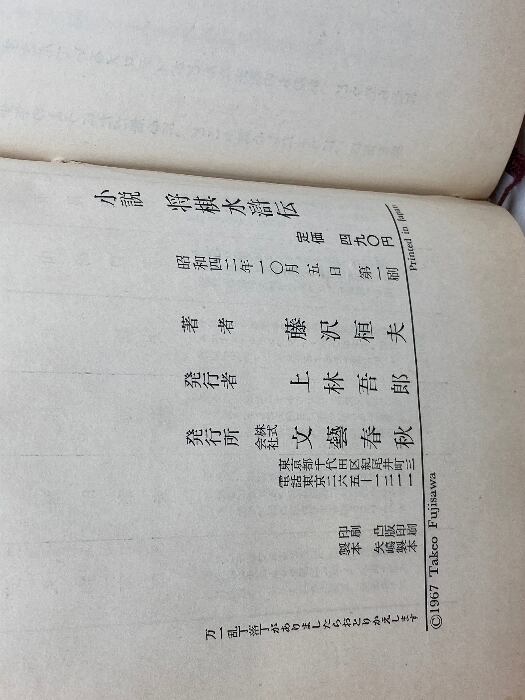 小説 将棋水滸伝
定価 四九〇円
昭和四二年一〇月五日 第一刷
著者 藤沢桓夫
発行者 上林吾郎
発行所 株式会社 文藝春秋
東京都千代田区紀尾井町三
電話東京二六五―一二一一
印刷 凸版印刷
製本 矢嶋製本
万一乱丁落丁がありましたらおとりかえします
Printed in Japan
©1967 Takeo Fujisawa